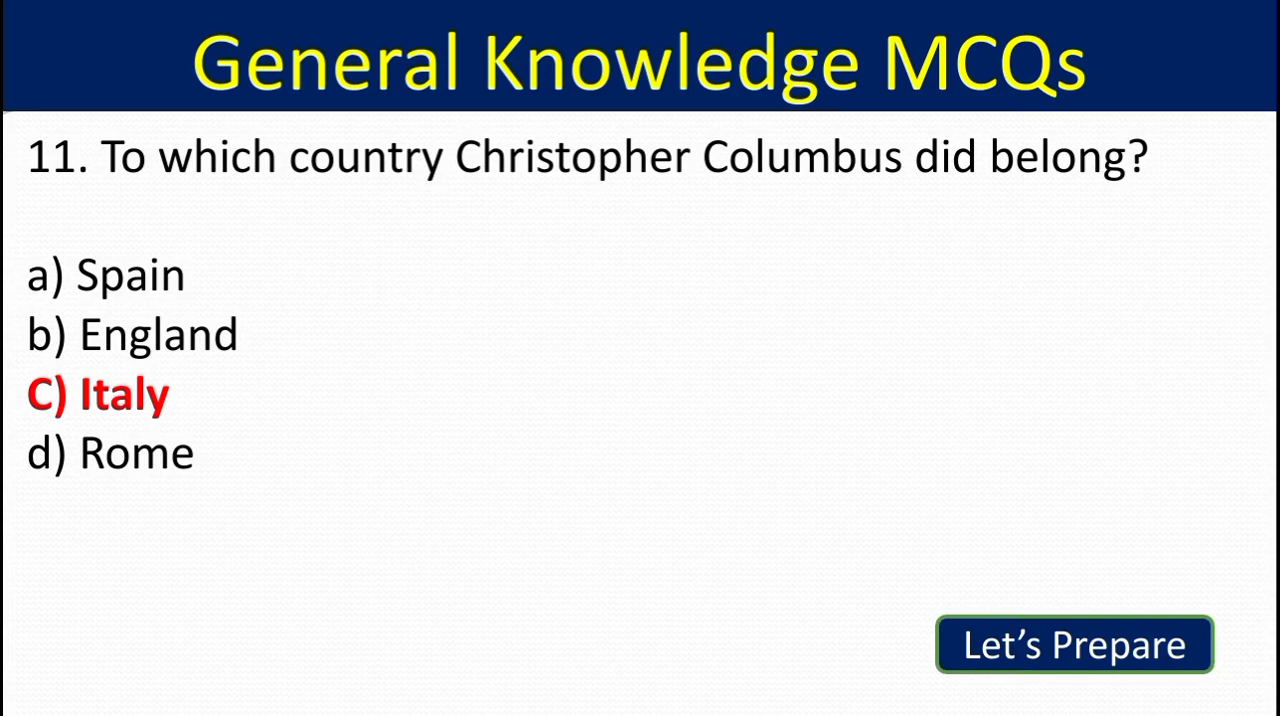 General Knowledge MCQs
11. To which country Christopher Columbus did belong?
a) Spain
b) England
C) Italy
d) Rome
Let’s Prepare